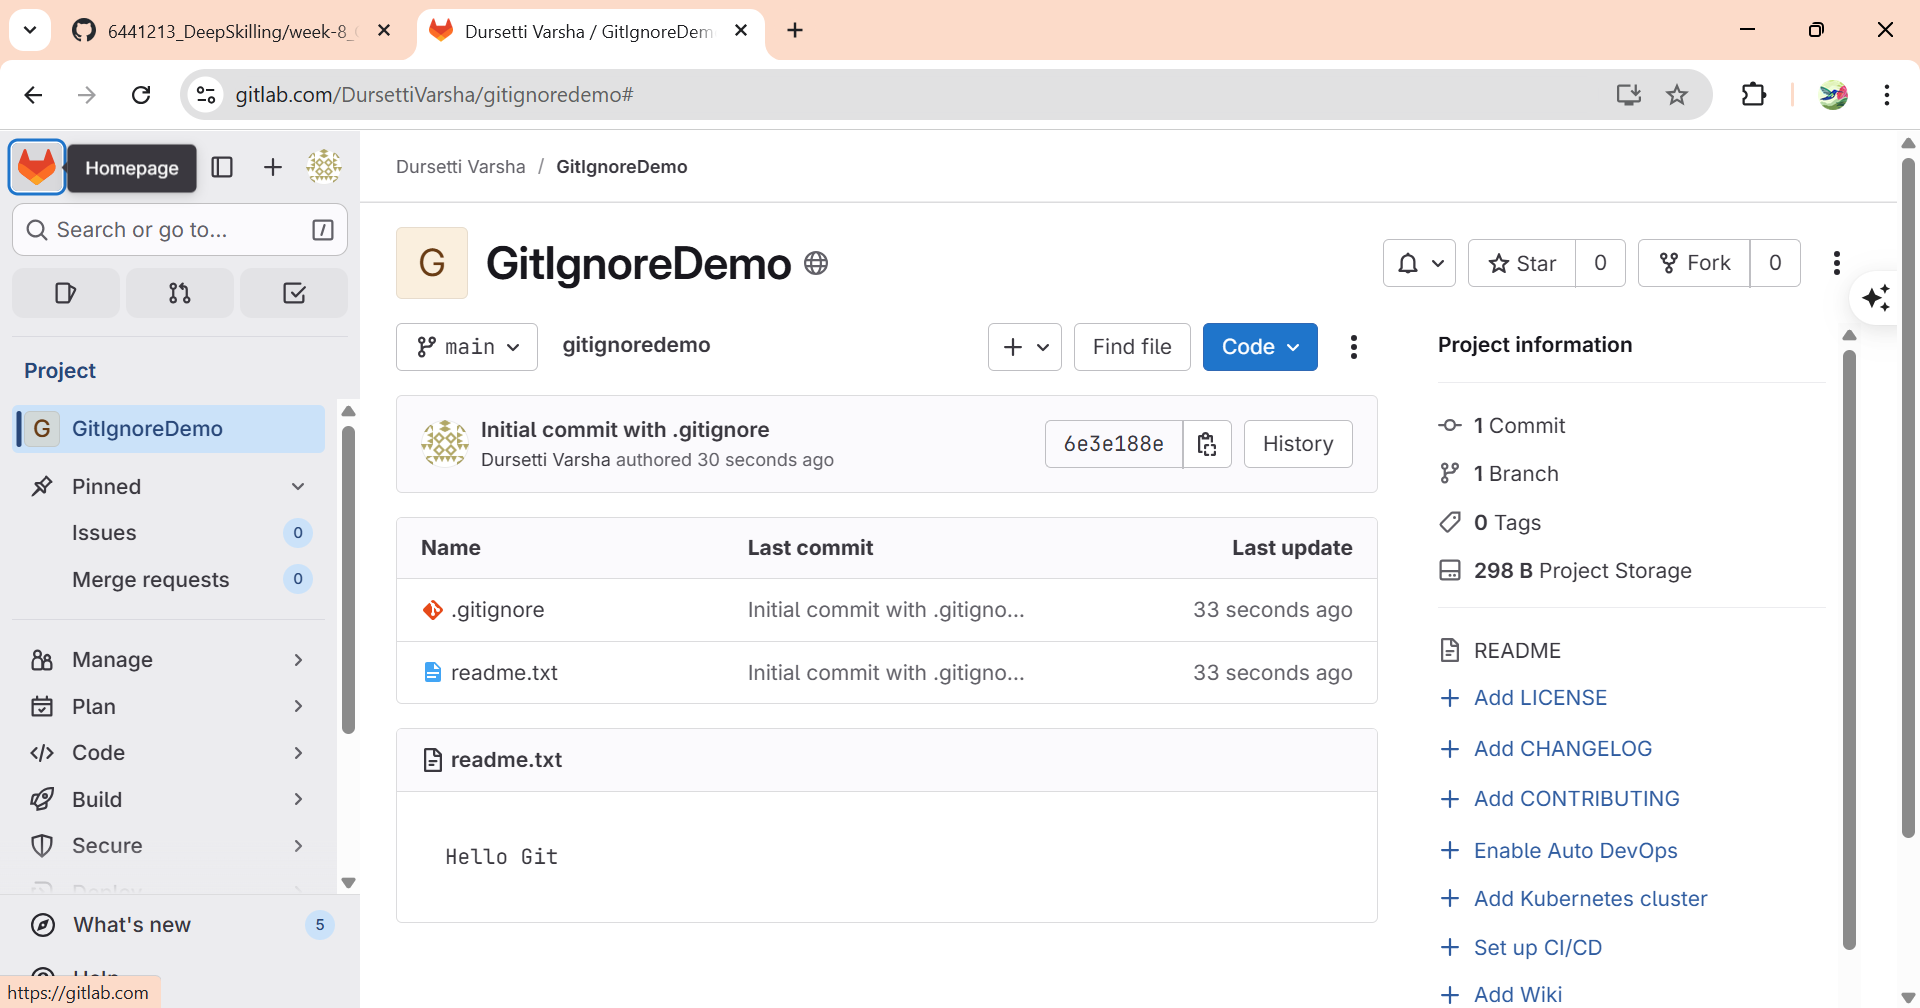 6441213_DeepSkilling/week-8_
Dursetti Varsha / GitIgnoreDem
gitlab.com/DursettiVarsha/gitignoredemo#
Homepage
Dursetti Varsha / GitIgnoreDemo
Search or go to... /
G GitIgnoreDemo
Star 0
Fork 0
main
gitignoredemo
Find file
Code
Project information
Project
G GitIgnoreDemo
Pinned
Issues 0
Merge requests 0
Manage
Plan
Code
Build
Secure
Deploy
What's new 5
Help
https://gitlab.com
Initial commit with .gitignore
Dursetti Varsha authored 30 seconds ago
6e3e188e
History
Name Last commit Last update
.gitignore Initial commit with .gitigno... 33 seconds ago
readme.txt Initial commit with .gitigno... 33 seconds ago
readme.txt
Hello Git
1 Commit
1 Branch
0 Tags
298 B Project Storage
README
+ Add LICENSE
+ Add CHANGELOG
+ Add CONTRIBUTING
+ Enable Auto DevOps
+ Add Kubernetes cluster
+ Set up CI/CD
+ Add Wiki